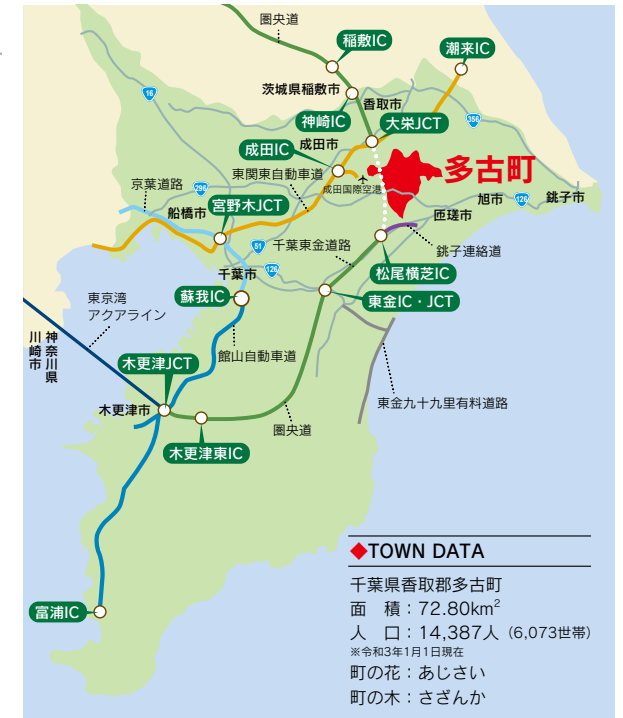 圏央道
稲敷IC
潮来IC
16
茨城県稲敷市
香取市
神崎IC
356
大栄JCT
成田市
成田IC
多古町
東関東自動車道
京葉道路
296
成田国際空港
旭市
126
銚子市
宮野木JCT
船橋市
匝瑳市
51
千葉東金道路
銚子連絡道
千葉市
126
松尾横芝IC
蘇我IC
東金IC・JCT
東京湾
アクアライン
神奈川県
川崎市
館山自動車道
木更津JCT
木更津市
東金九十九里有料道路
圏央道
木更津東IC
富浦IC
◆TOWN DATA
千葉県香取郡多古町
面　積：72.80km²
人　口：14,387人（6,073世帯）
※令和3年1月1日現在
町の花：あじさい
町の木：さざんか